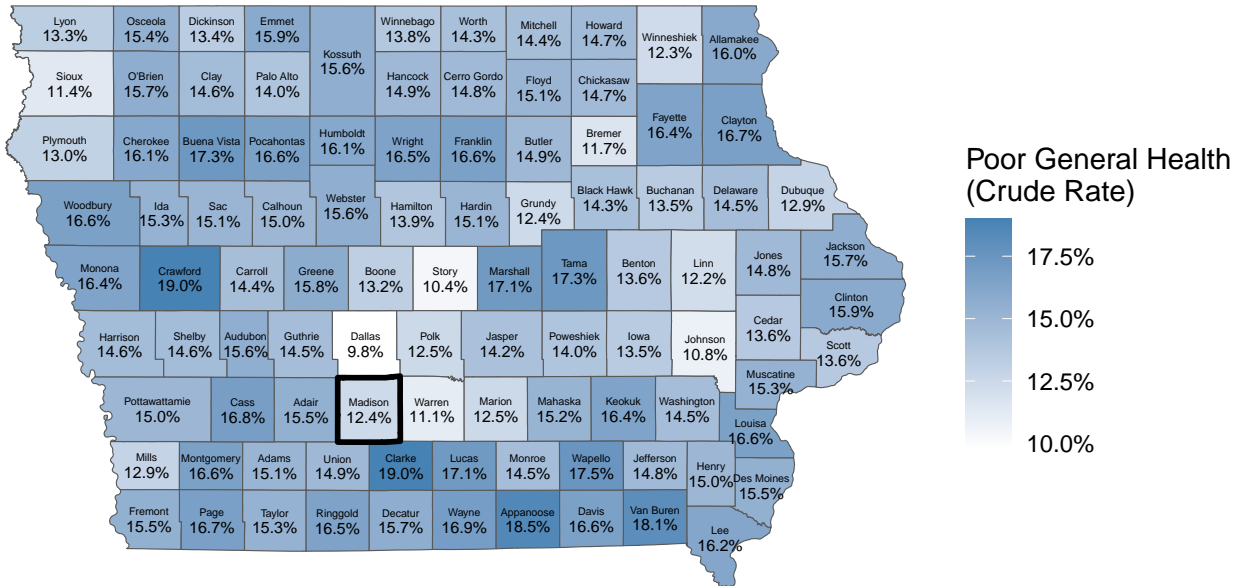 Lyon
13.3%
Osceola
15.4%
Dickinson
13.4%
Emmet
15.9%
Kossuth
15.6%
Winnebago
13.8%
Worth
14.3%
Mitchell
14.4%
Howard
14.7%
Winneshiek
12.3%
Allamakee
16.0%
Sioux
11.4%
O'Brien
15.7%
Clay
14.6%
Palo Alto
14.0%
Hancock
14.9%
Cerro Gordo
14.8%
Floyd
15.1%
Chickasaw
14.7%
Fayette
16.4%
Clayton
16.7%
Plymouth
13.0%
Cherokee
16.1%
Buena Vista
17.3%
Pocahontas
16.6%
Humboldt
16.1%
Wright
16.5%
Franklin
16.6%
Butler
14.9%
Bremer
11.7%
Woodbury
16.6%
Ida
15.3%
Sac
15.1%
Calhoun
15.0%
Webster
15.6%
Hamilton
13.9%
Hardin
15.1%
Grundy
12.4%
Black Hawk
14.3%
Buchanan
13.5%
Delaware
14.5%
Dubuque
12.9%
Monona
16.4%
Crawford
19.0%
Carroll
14.4%
Greene
15.8%
Boone
13.2%
Story
10.4%
Marshall
17.1%
Tama
17.3%
Benton
13.6%
Linn
12.2%
Jones
14.8%
Jackson
15.7%
Clinton
15.9%
Harrison
14.6%
Shelby
14.6%
Audubon
15.6%
Guthrie
14.5%
Dallas
9.8%
Polk
12.5%
Jasper
14.2%
Poweshiek
14.0%
Iowa
13.5%
Johnson
10.8%
Cedar
13.6%
Scott
13.6%
Muscatine
15.3%
Pottawattamie
15.0%
Cass
16.8%
Adair
15.5%
Madison
12.4%
Warren
11.1%
Marion
12.5%
Mahaska
15.2%
Keokuk
16.4%
Washington
14.5%
Louisa
16.6%
Mills
12.9%
Montgomery
16.6%
Adams
15.1%
Union
14.9%
Clarke
19.0%
Lucas
17.1%
Monroe
14.5%
Wapello
17.5%
Jefferson
14.8%
Henry
15.0%
Des Moines
15.5%
Fremont
15.5%
Page
16.7%
Taylor
15.3%
Ringgold
16.5%
Decatur
15.7%
Wayne
16.9%
Appanoose
18.5%
Davis
16.6%
Van Buren
18.1%
Lee
16.2%
Poor General Health
(Crude Rate)
17.5%
15.0%
12.5%
10.0%